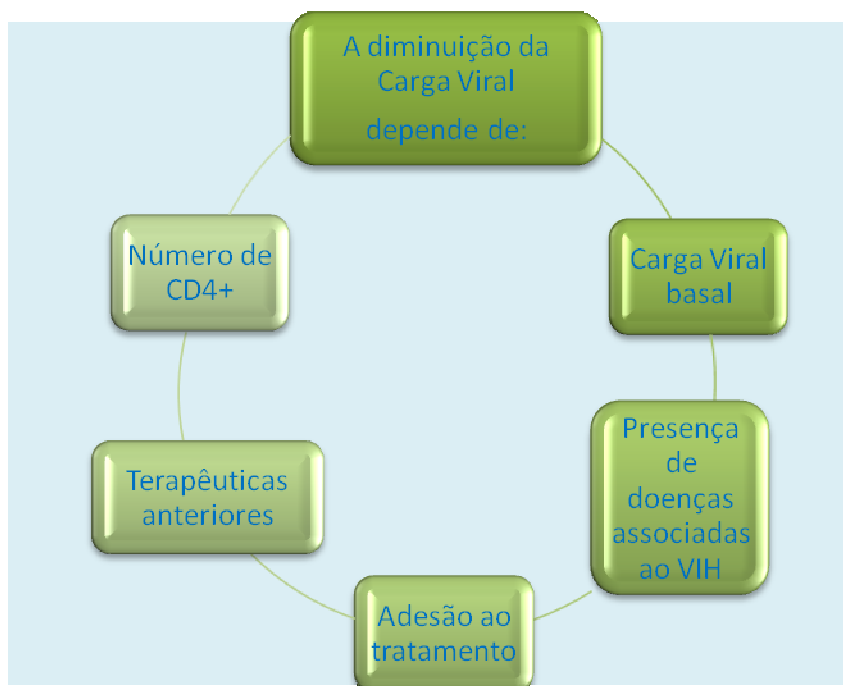 A diminuição da
Carga Viral
depende de:
Carga Viral
basal
Presença
de
doenças
associadas
ao VIH
Adesão ao
tratamento
Terapêuticas
anteriores
Número de
CD4+